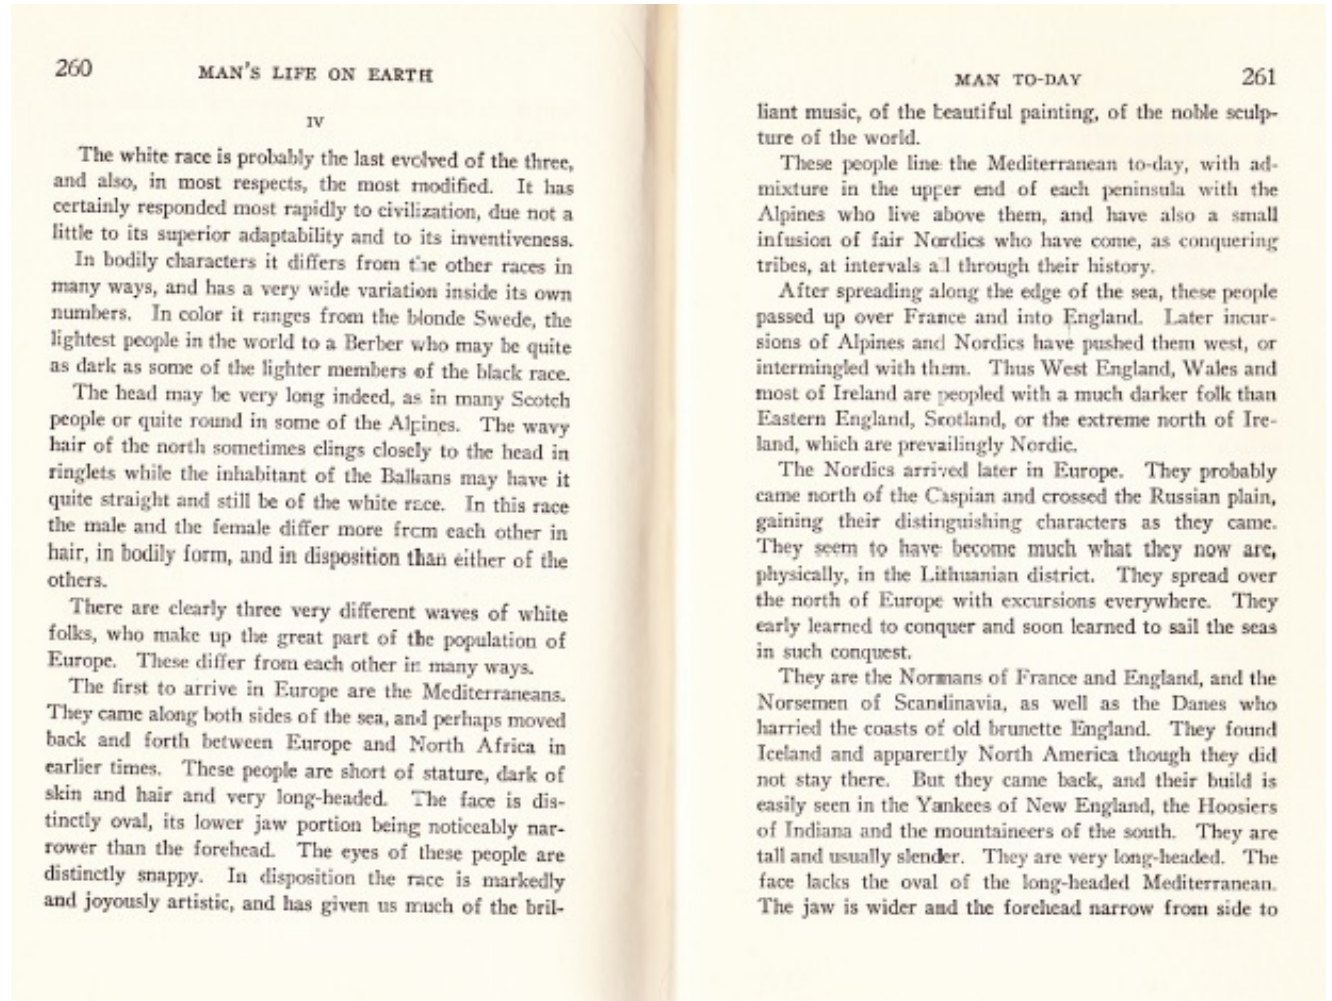 260
MAN'S LIFE ON EARTH
IV
The white race is probably the last evolved of the three,
and also, in most respects, the most modified. It has
certainly responded most rapidly to civilization, due not a
little to its superior adaptability and to its inventiveness.
In bodily characters it differs from the other races in
many ways, and has a very wide variation inside its own
numbers. In color it ranges from the blonde Swede, the
lightest people in the world to a Berber who may be quite
as dark as some of the lighter members of the black race.
The head may be very long indeed, as in many Scotch
people or quite round in some of the Alpines. The wavy
hair of the north sometimes clings closely to the head in
ringlets while the inhabitant of the Balkans may have it
quite straight and still be of the white race. In this race
the male and the female differ more from each other in
hair, in bodily form, and in disposition than either of the
others.
There are clearly three very different waves of white
folks, who make up the great part of the population of
Europe. These differ from each other in many ways.
The first to arrive in Europe are the Mediterraneans.
They came along both sides of the sea, and perhaps moved
back and forth between Europe and North Africa in
earlier times. These people are short of stature, dark of
skin and hair and very long-headed. The face is dis-
tinctly oval, its lower jaw portion being noticeably nar-
rower than the forehead. The eyes of these people are
distinctly snappy. In disposition the race is markedly
and joyously artistic, and has given us much of the bril-
MAN TO-DAY
261
liant music, of the beautiful painting, of the noble sculp-
ture of the world.
These people line the Mediterranean to-day, with ad-
mixture in the upper end of each peninsula with the
Alpines who live above them, and have also a small
infusion of fair Nordics who have come, as conquering
tribes, at intervals all through their history.
After spreading along the edge of the sea, these people
passed up over France and into England. Later incur-
sions of Alpines and Nordics have pushed them west, or
intermingled with them. Thus West England, Wales and
most of Ireland are peopled with a much darker folk than
Eastern England, Scotland, or the extreme north of Ire-
land, which are prevailingly Nordic.
The Nordics arrived later in Europe. They probably
came north of the Caspian and crossed the Russian plain,
gaining their distinguishing characters as they came.
They seem to have become much what they now are,
physically, in the Lithuanian district. They spread over
the north of Europe with excursions everywhere. They
early learned to conquer and soon learned to sail the seas
in such conquest.
They are the Normans of France and England, and the
Norsemen of Scandinavia, as well as the Danes who
harried the coasts of old brunette England. They found
Iceland and apparently North America though they did
not stay there. But they came back, and their build is
easily seen in the Yankees of New England, the Hoosiers
of Indiana and the mountaineers of the south. They are
tall and usually slender. They are very long-headed. The
face lacks the oval of the long-headed Mediterranean.
The jaw is wider and the forehead narrow from side to